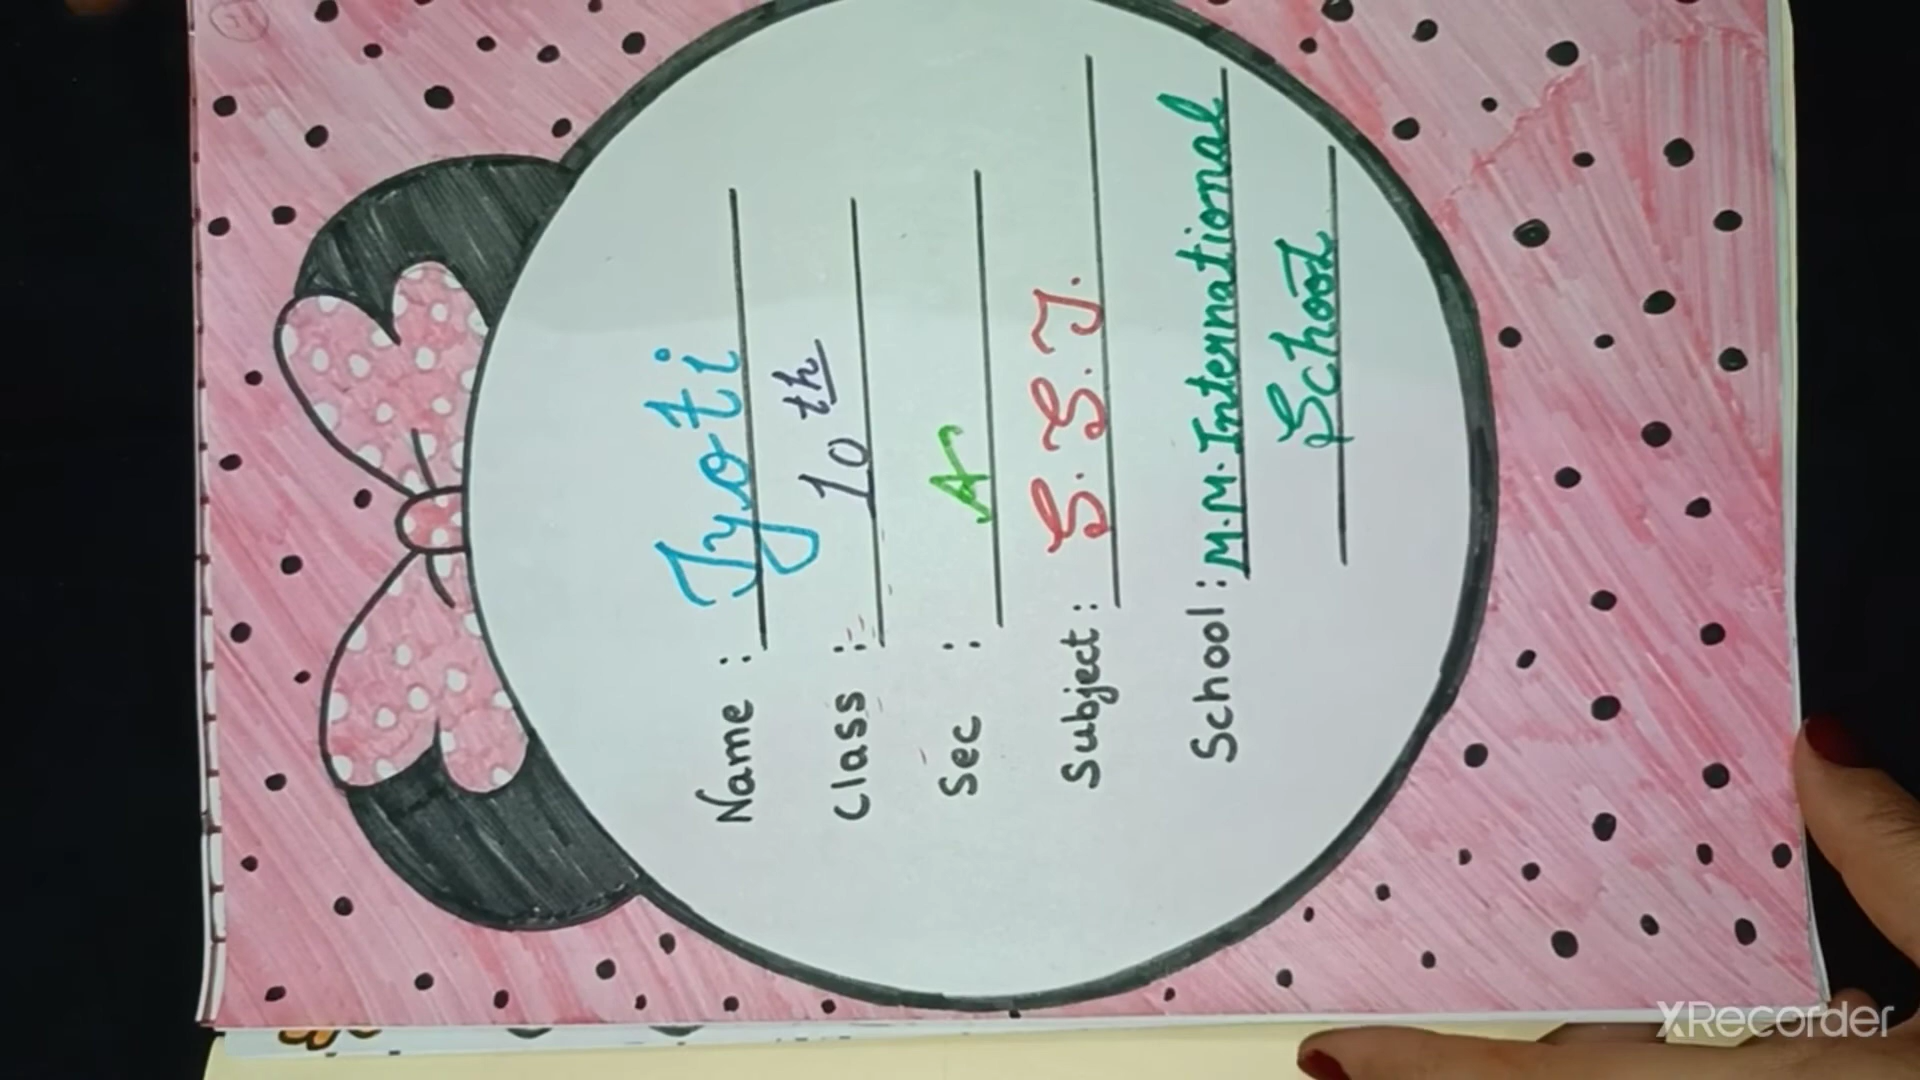 Name : Jyoti
Class : 10th
Sec : A
Subject : S.S.T.
School : M.M. International
School
XRecorder